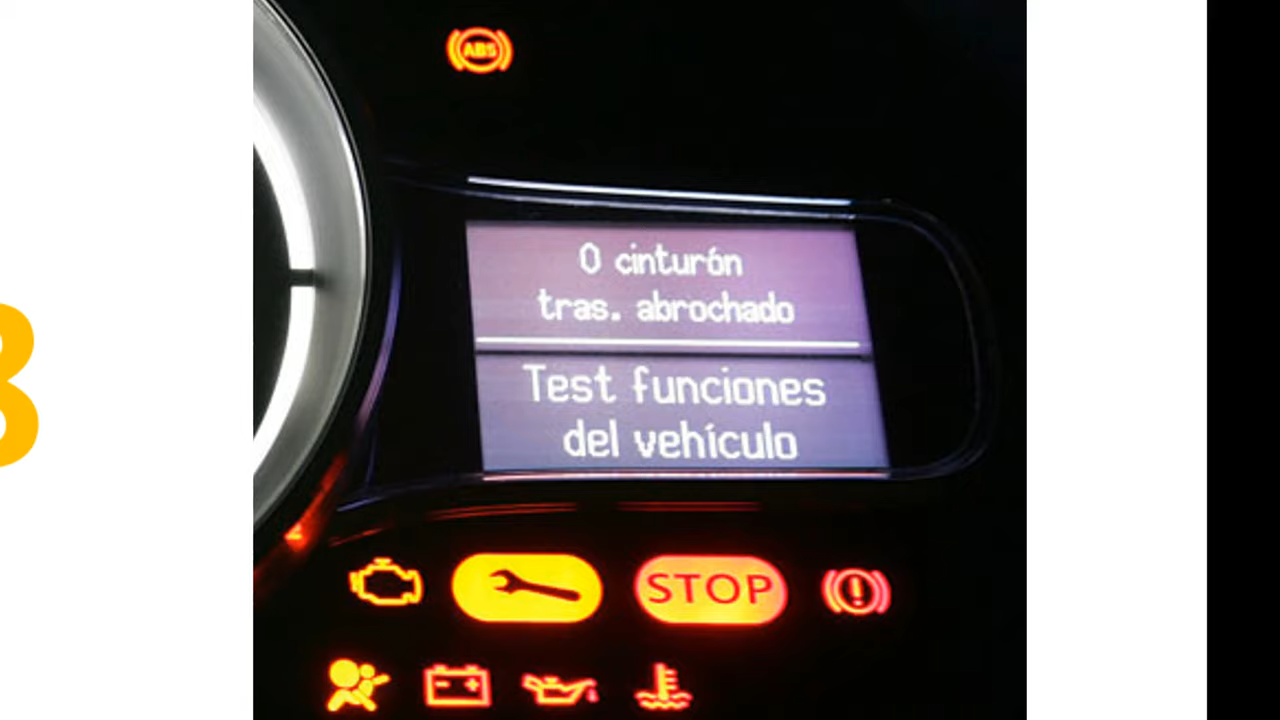 ABS
0 cinturón
tras. abrochado
Test funciones
del vehículo
STOP